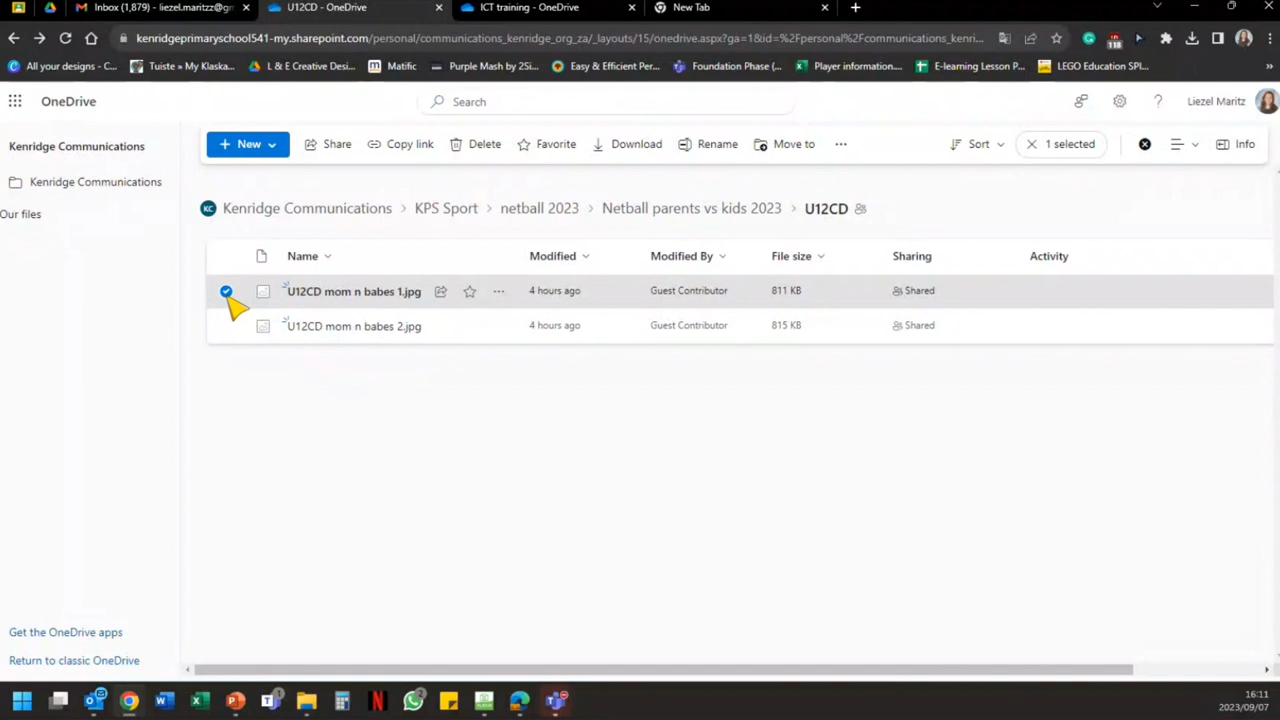 Inbox (1,879) - liezel.maritzz@gm
U12CD - OneDrive
ICT training - OneDrive
New Tab
kenridgeprimaryschool541-my.sharepoint.com/personal/communications_kenridge_org_za/_layouts/15/onedrive.aspx?ga=1&id=%2Fpersonal%2Fcommunications_kenri...
118
All your designs - C...
Tuiste » My Klaska...
L & E Creative Desi...
Matific
Purple Mash by 2Si...
Easy & Efficient Per...
Foundation Phase (...
Player information....
E-learning Lesson P...
LEGO Education SPI...
OneDrive
Search
Liezel Maritz
Kenridge Communications
Kenridge Communications
Our files
New
Share
Copy link
Delete
Favorite
Download
Rename
Move to
Sort
1 selected
Info
KC Kenridge Communications > KPS Sport > netball 2023 > Netball parents vs kids 2023 > U12CD
Name Modified Modified By File size Sharing Activity
U12CD mom n babes 1.jpg 4 hours ago Guest Contributor 811 KB Shared
U12CD mom n babes 2.jpg 4 hours ago Guest Contributor 815 KB Shared
Get the OneDrive apps
Return to classic OneDrive
16:11
2023/09/07